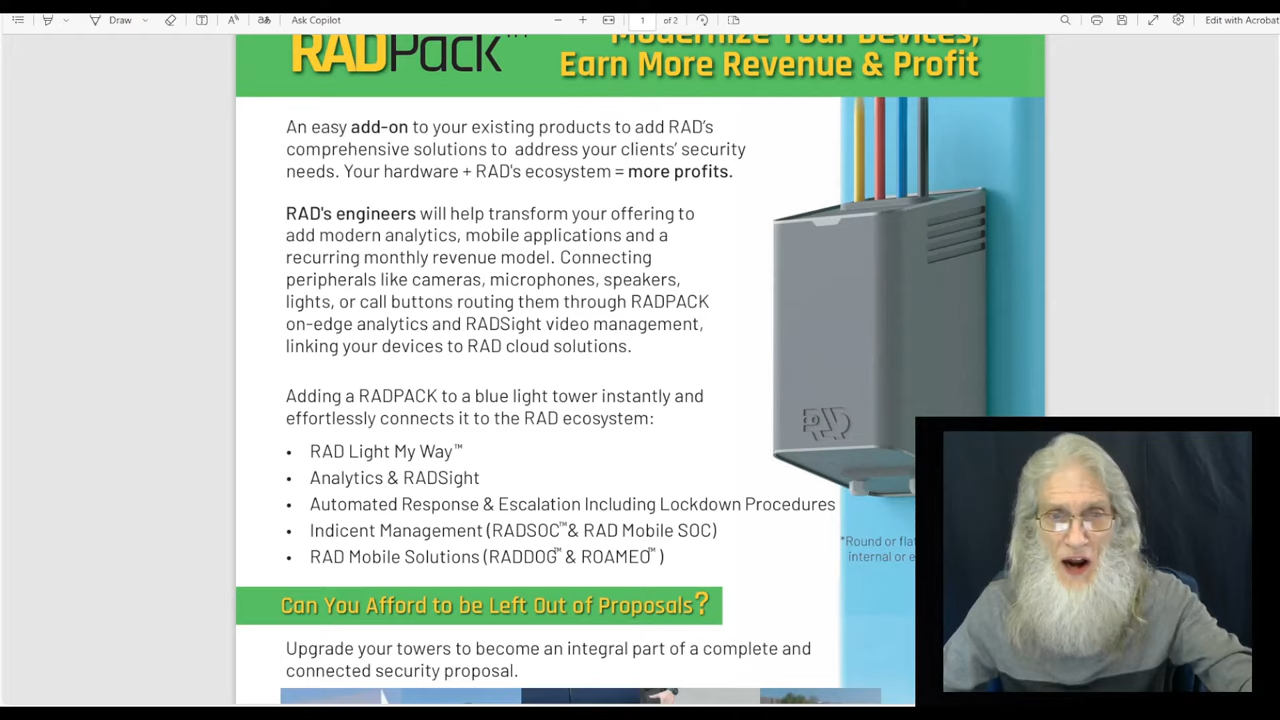 Draw
Ask Copilot
1 of 2
Edit with Acrobat
RADPack™
Modernize Your Devices,
Earn More Revenue & Profit
An easy add-on to your existing products to add RAD's
comprehensive solutions to address your clients' security
needs. Your hardware + RAD's ecosystem = more profits.
RAD's engineers will help transform your offering to
add modern analytics, mobile applications and a
recurring monthly revenue model. Connecting
peripherals like cameras, microphones, speakers,
lights, or call buttons routing them through RADPACK
on-edge analytics and RADSight video management,
linking your devices to RAD cloud solutions.
Adding a RADPACK to a blue light tower instantly and
effortlessly connects it to the RAD ecosystem:
• RAD Light My Way™
• Analytics & RADSight
• Automated Response & Escalation Including Lockdown Procedures
• Indicent Management (RADSOC™ & RAD Mobile SOC)
• RAD Mobile Solutions (RADDOG™ & ROAMEO™ )
RAD
*Round or
internal or
Can You Afford to be Left Out of Proposals?
Upgrade your towers to become an integral part of a complete and
connected security proposal.